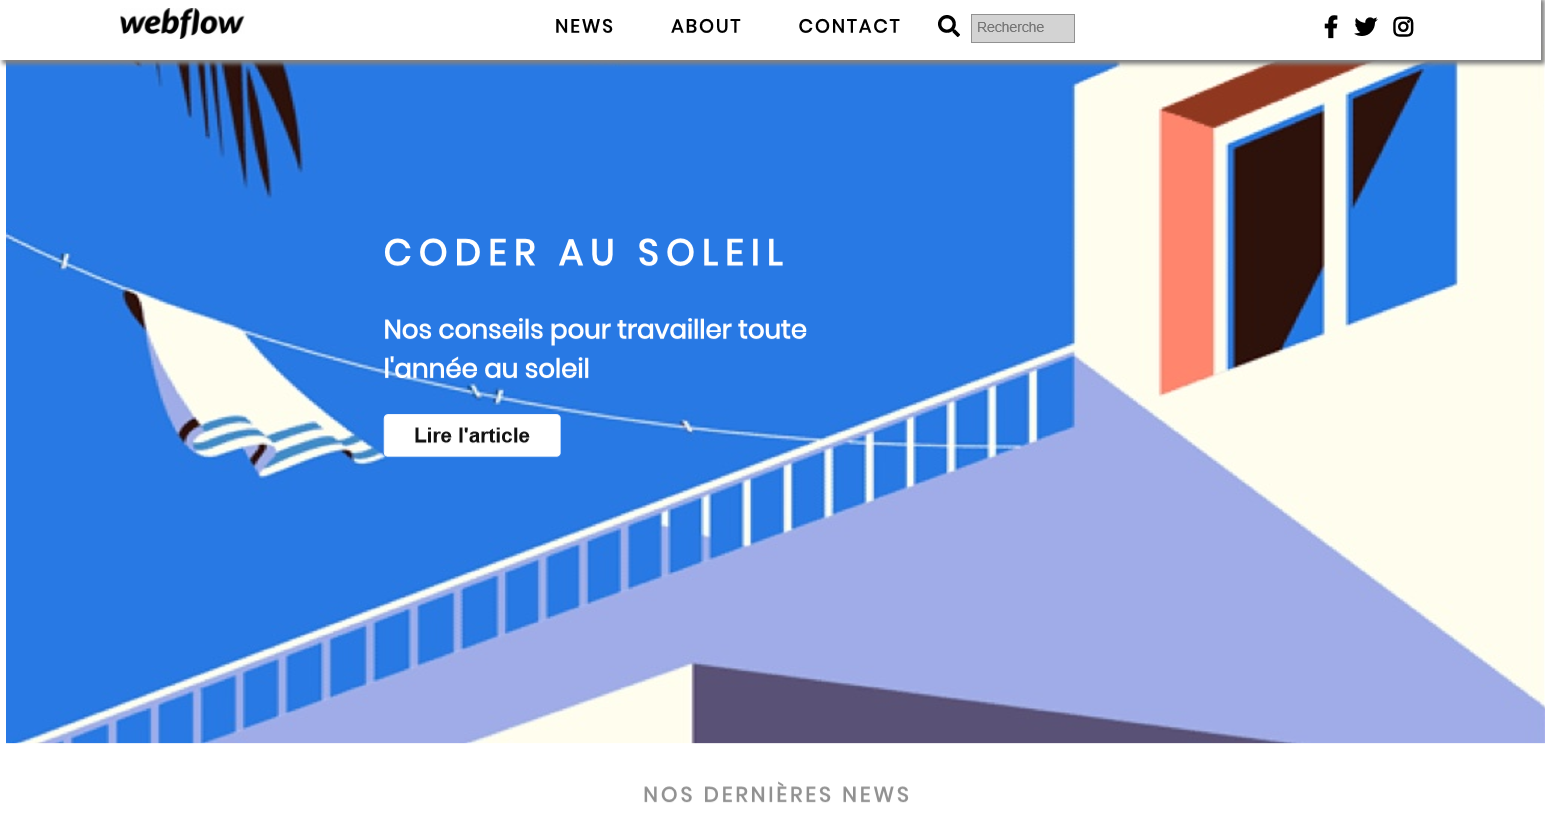 webflow
NEWS ABOUT CONTACT Recherche
CODER AU SOLEIL
Nos conseils pour travailler toute
l'année au soleil
Lire l'article
NOS DERNIÈRES NEWS